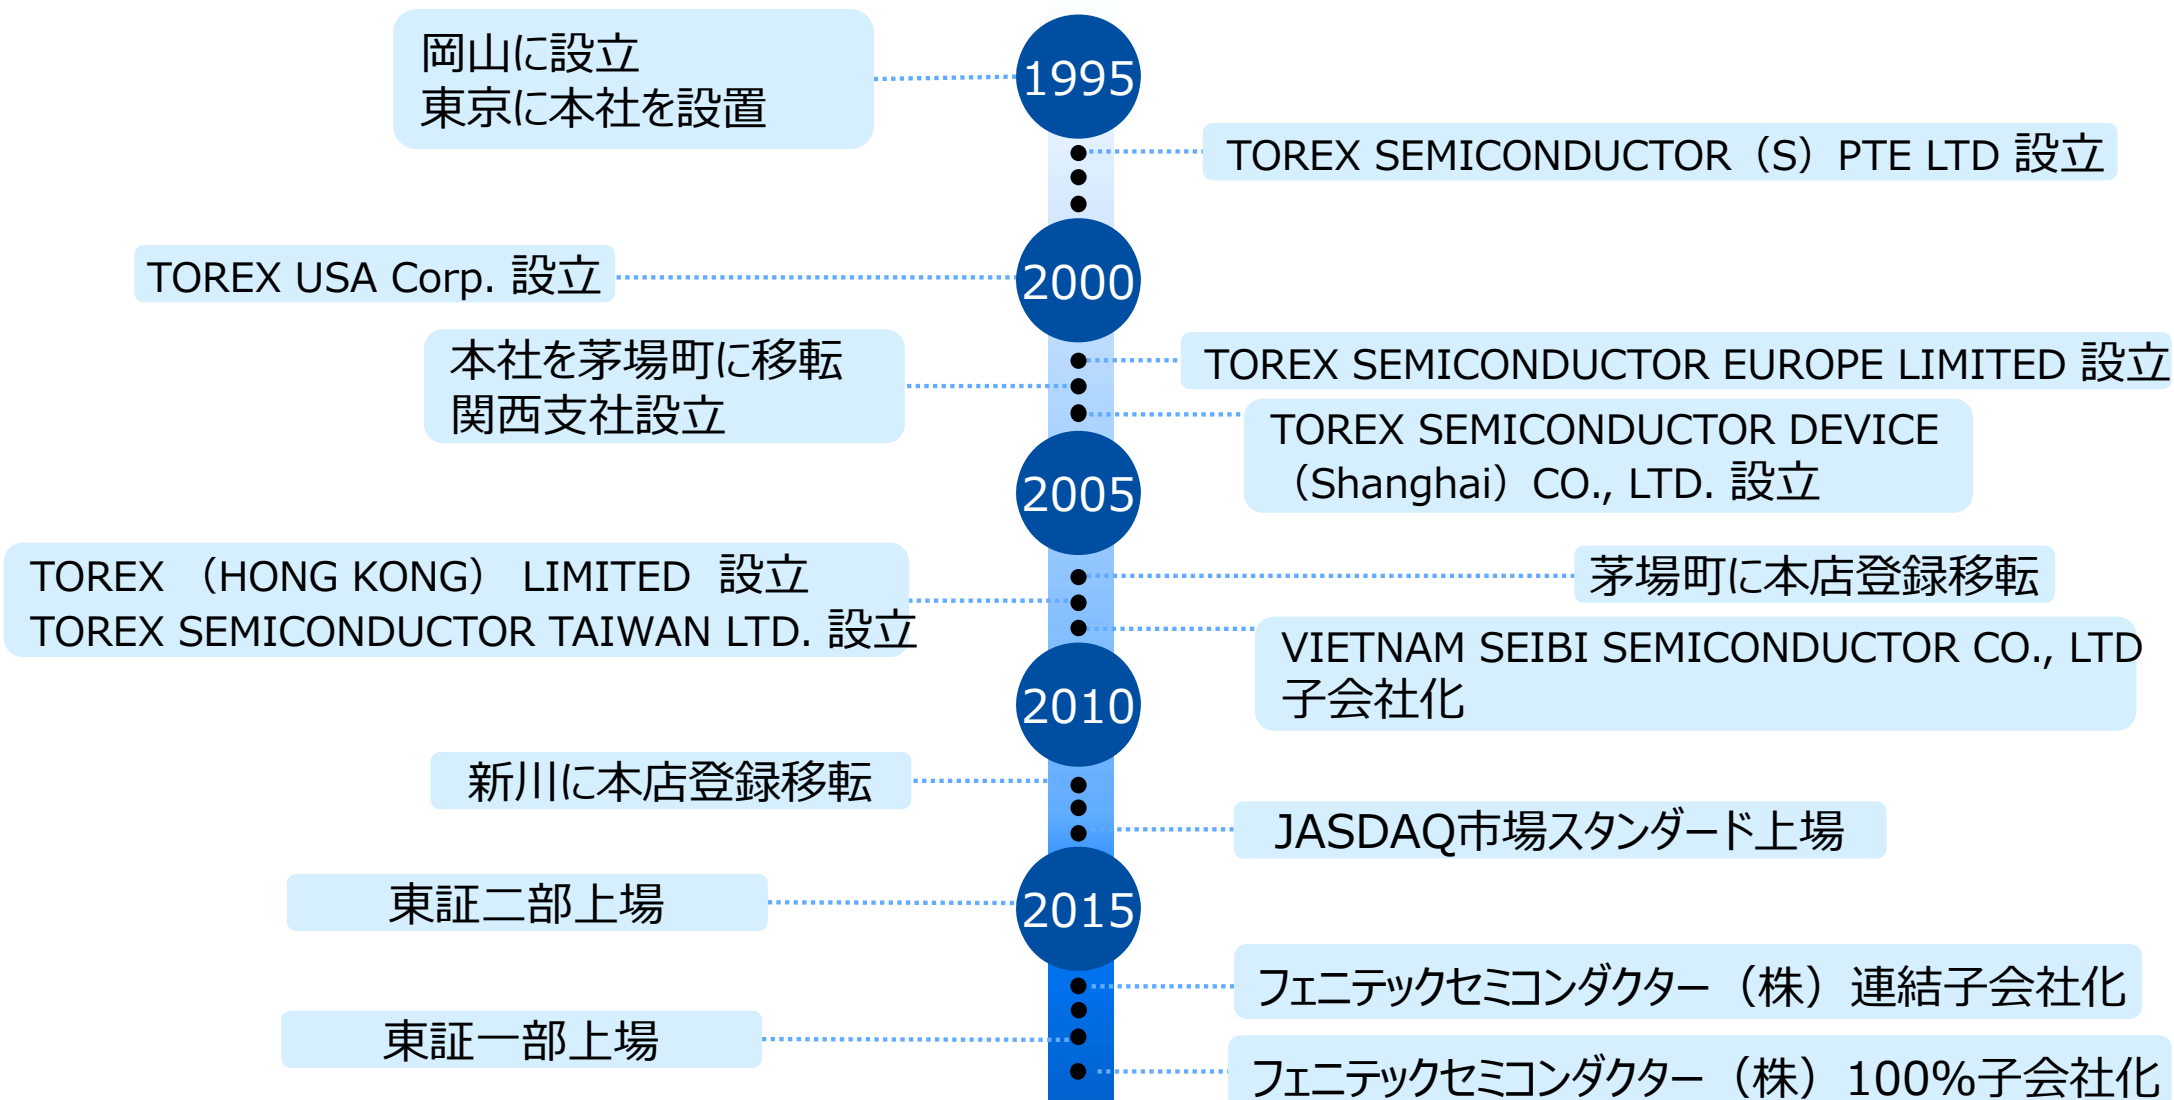 岡山に設立
東京に本社を設置
1995
TOREX SEMICONDUCTOR（S）PTE LTD 設立
TOREX USA Corp. 設立
2000
本社を茅場町に移転
関西支社設立
TOREX SEMICONDUCTOR EUROPE LIMITED 設立
TOREX SEMICONDUCTOR DEVICE
（Shanghai）CO., LTD. 設立
2005
TOREX （HONG KONG） LIMITED 設立
TOREX SEMICONDUCTOR TAIWAN LTD. 設立
茅場町に本店登録移転
VIETNAM SEIBI SEMICONDUCTOR CO., LTD
子会社化
2010
新川に本店登録移転
JASDAQ市場スタンダード上場
東証二部上場
2015
フェニテックセミコンダクター（株）連結子会社化
東証一部上場
フェニテックセミコンダクター（株）100%子会社化